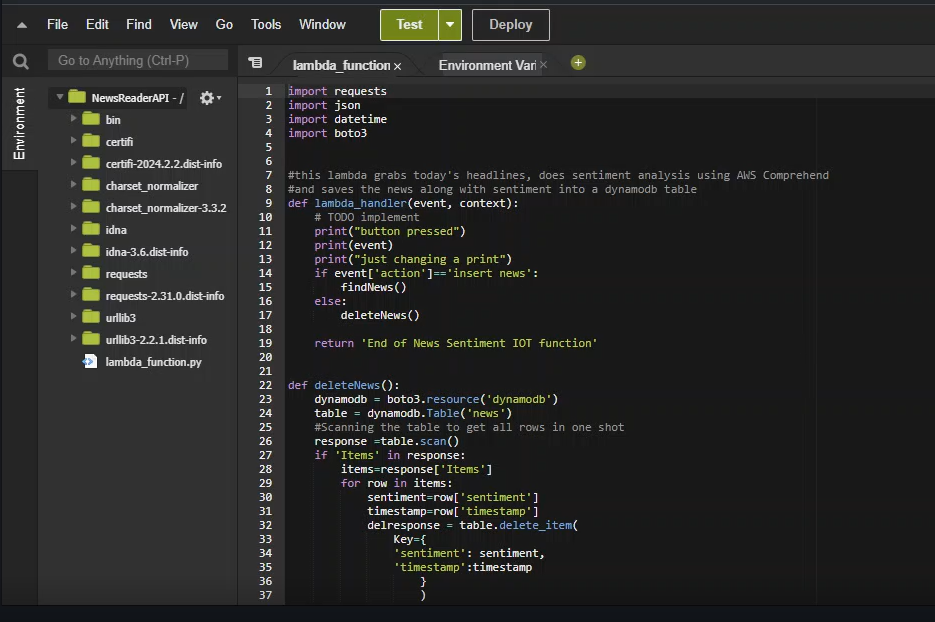 File Edit Find View Go Tools Window Test Deploy
Go to Anything (Ctrl-P)
lambda_function
Environment Vari
Environment
NewsReaderAPI - /
bin
certifi
certifi-2024.2.2.dist-info
charset_normalizer
charset_normalizer-3.3.2
idna
idna-3.6.dist-info
requests
requests-2.31.0.dist-info
urllib3
urllib3-2.2.1.dist-info
lambda_function.py
1 import requests
2 import json
3 import datetime
4 import boto3
5
6
7 #this lambda grabs today's headlines, does sentiment analysis using AWS Comprehend
8 #and saves the news along with sentiment into a dynamodb table
9 def lambda_handler(event, context):
10     # TODO implement
11     print("button pressed")
12     print(event)
13     print("just changing a print")
14     if event['action']=='insert news':
15         findNews()
16     else:
17         deleteNews()
18
19     return 'End of News Sentiment IOT function'
20
21
22 def deleteNews():
23     dynamodb = boto3.resource('dynamodb')
24     table = dynamodb.Table('news')
25     #Scanning the table to get all rows in one shot
26     response =table.scan()
27     if 'Items' in response:
28         items=response['Items']
29         for row in items:
30             sentiment=row['sentiment']
31             timestamp=row['timestamp']
32             delresponse = table.delete_item(
33                 Key={
34                 'sentiment': sentiment,
35                 'timestamp':timestamp
36                     }
37                     )